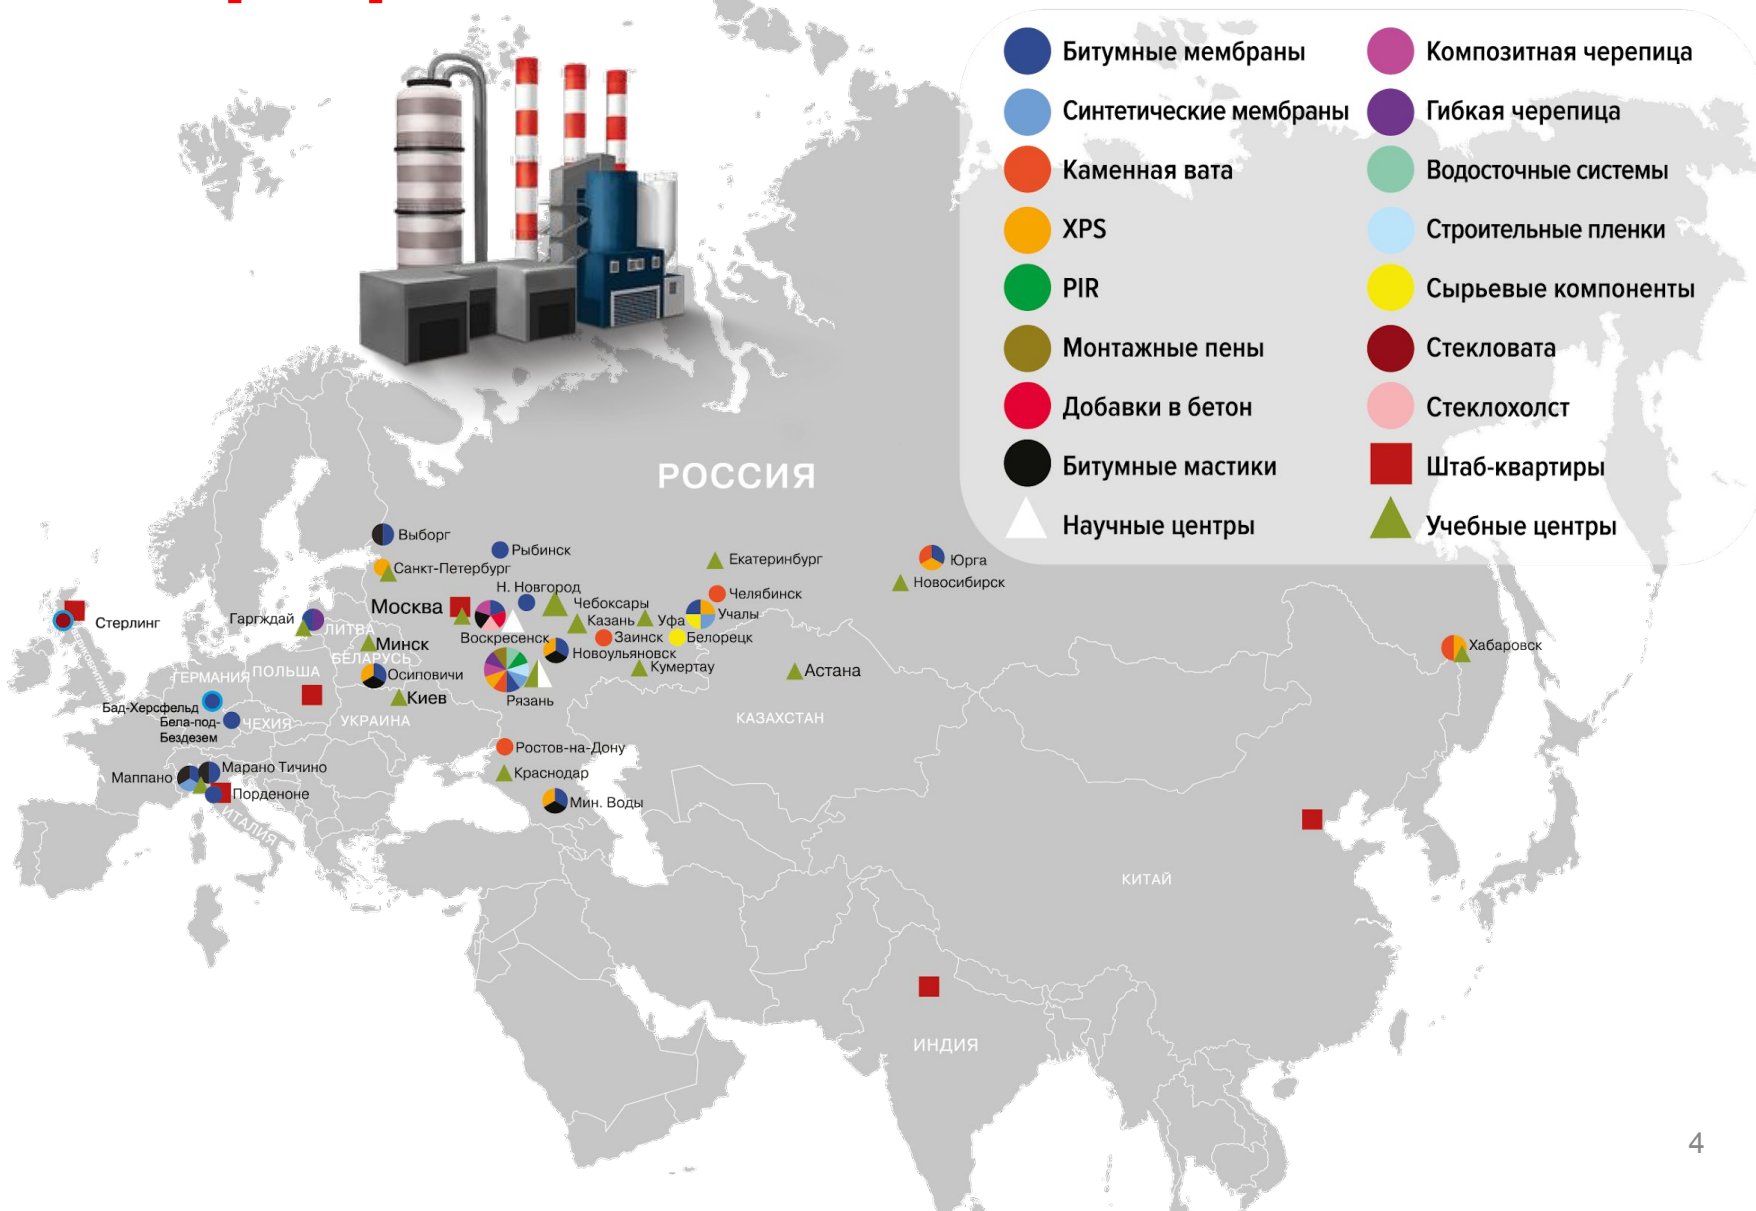 Битумные мембраны
Синтетические мембраны
Каменная вата
XPS
PIR
Монтажные пены
Добавки в бетон
Битумные мастики
Научные центры
Композитная черепица
Гибкая черепица
Водосточные системы
Строительные пленки
Сырьевые компоненты
Стекловата
Стеклохолст
Штаб-квартиры
Учебные центры
РОССИЯ
Выборг
Рыбинск
Санкт-Петербург
Екатеринбург
Юрга
Новосибирск
Н. Новгород
Челябинск
Москва
Чебоксары
Учалы
Стерлинг
Гаргждай
Казань
Уфа
ЛИТВА
Воскресенск
Заинск
Белорецк
Хабаровск
Минск
Новоульяновск
БЕЛАРУСЬ
Кумертау
Астана
ВЕЛИКОБРИТАНИЯ
ГЕРМАНИЯ
ПОЛЬША
Осиповичи
Киев
Рязань
Бад-Херсфельд
Бела-под-
Бездезем
ЧЕХИЯ
УКРАИНА
КАЗАХСТАН
Ростов-на-Дону
Марано Тичино
Маппано
Краснодар
Порденоне
Мин. Воды
ИТАЛИЯ
КИТАЙ
ИНДИЯ
4